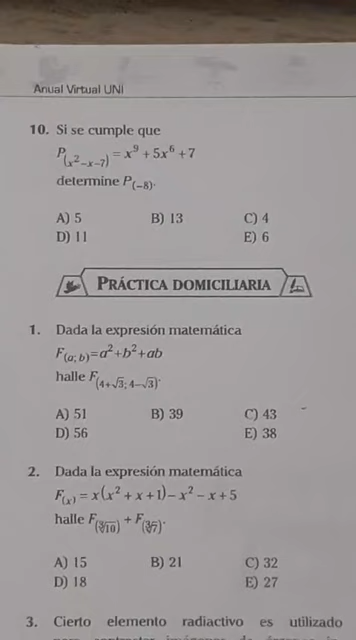 Anual Virtual UNI
10. Si se cumple que
P(x²−x−7) = x⁹ + 5x⁶ + 7
determine P(−8).
A) 5 B) 13 C) 4
D) 11 E) 6
PRÁCTICA DOMICILIARIA
1. Dada la expresión matemática
F(a; b)=a²+b²+ab
halle F(4+√3; 4−√3).
A) 51 B) 39 C) 43
D) 56 E) 38
2. Dada la expresión matemática
F(x) = x(x² + x + 1) − x² − x + 5
halle F(∛10) + F(∛7).
A) 15 B) 21 C) 32
D) 18 E) 27
3. Cierto elemento radiactivo es utilizado